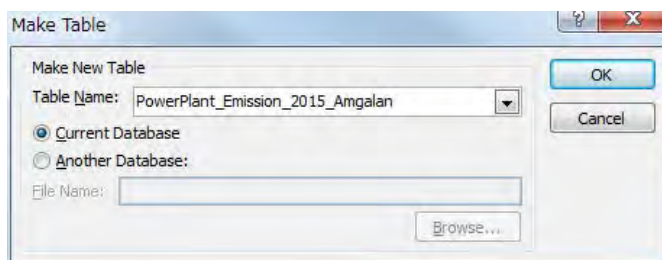 Make Table
Make New Table
Table Name: PowerPlant_Emission_2015_Amgalan
Current Database
Another Database:
File Name:
Browse...
OK
Cancel